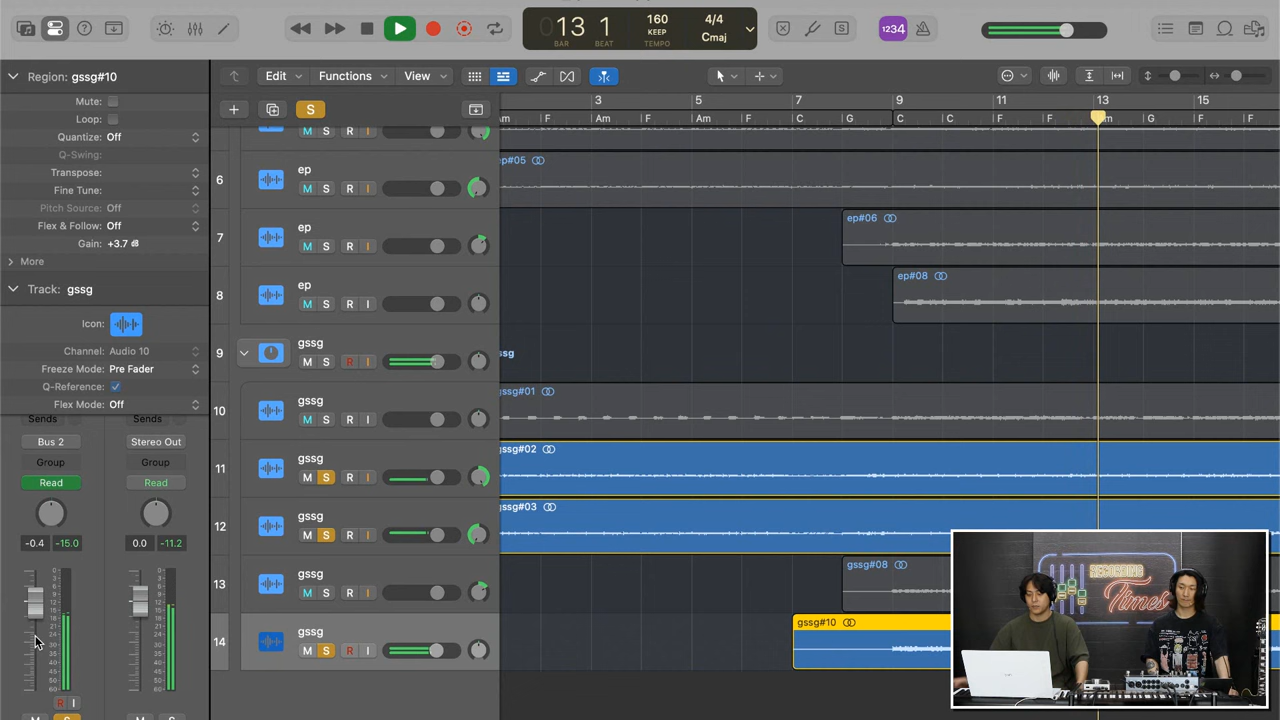 13 1
BAR BEAT
160
KEEP
TEMPO
4/4
Cmaj
1234
Region: gssg#10
Edit
Functions
View
Mute:
Loop:
Quantize: Off
Q-Swing:
Transpose:
Fine Tune:
Pitch Source: Off
Flex & Follow: Off
Gain: +3.7 dB
More
Track: gssg
Icon:
Channel: Audio 10
Freeze Mode: Pre Fader
Q-Reference:
Flex Mode: Off
Sends Sends
Bus 2 Stereo Out
Group Group
Read Read
-0.4 -15.0 0.0 -11.2
S
3 5 7 9 11 13 15
F Am F Am F C G C C F F m G F F
M S R I
6 ep M S R I
ep#05
7 ep M S R I
ep#06
8 ep M S R I
ep#08
9 gssg M S R I
sg
10 gssg M S R I
gssg#01
11 gssg M S R I
gssg#02
12 gssg M S R I
gssg#03
13 gssg M S R I
gssg#08
14 gssg M S R I
gssg#10
RECORDING
Times
R I